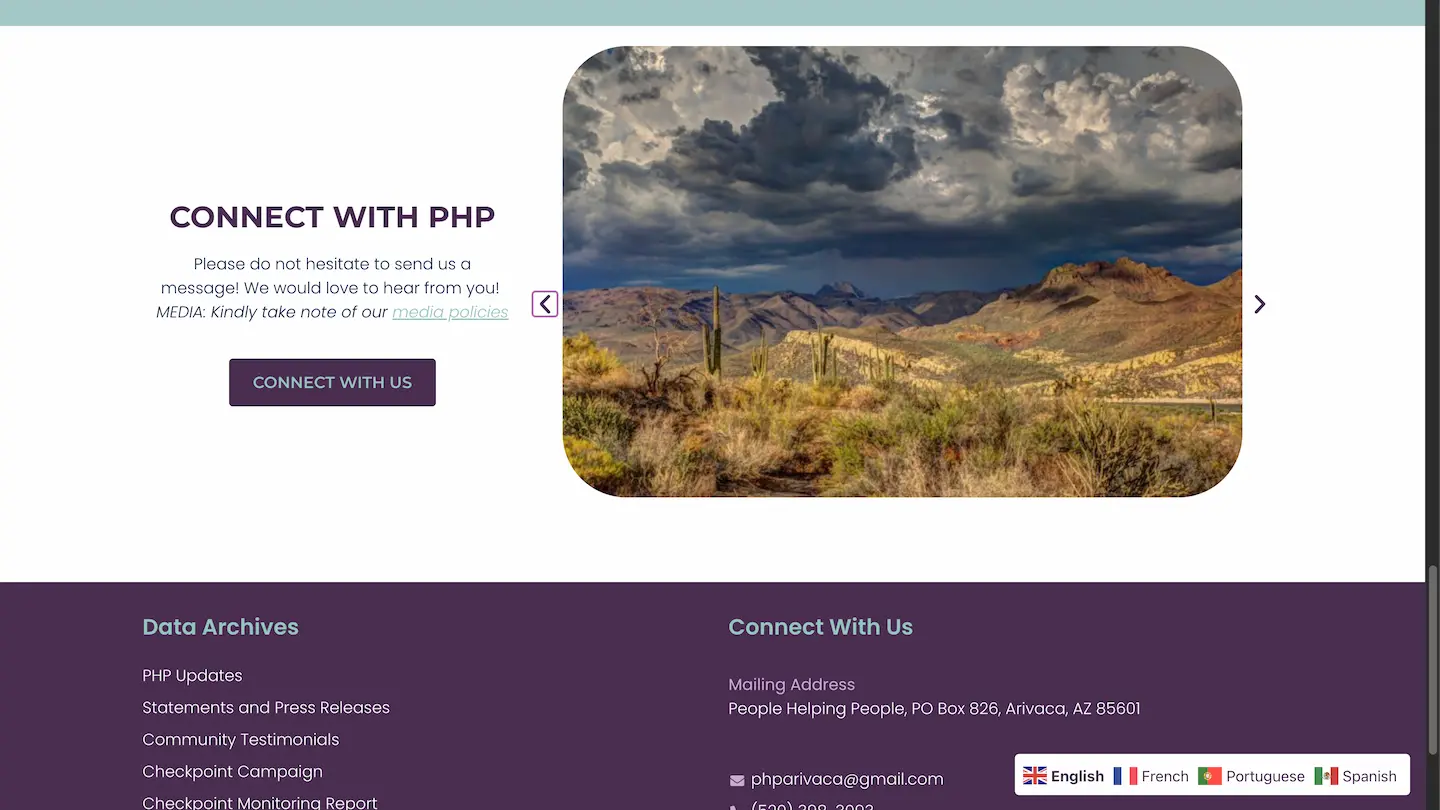 CONNECT WITH PHP
Please do not hesitate to send us a
message! We would love to hear from you!
MEDIA: Kindly take note of our media policies
CONNECT WITH US
Data Archives
PHP Updates
Statements and Press Releases
Community Testimonials
Checkpoint Campaign
Checkpoint Monitoring Report
Connect With Us
Mailing Address
People Helping People, PO Box 826, Arivaca, AZ 85601
phparivaca@gmail.com
English French Portuguese Spanish